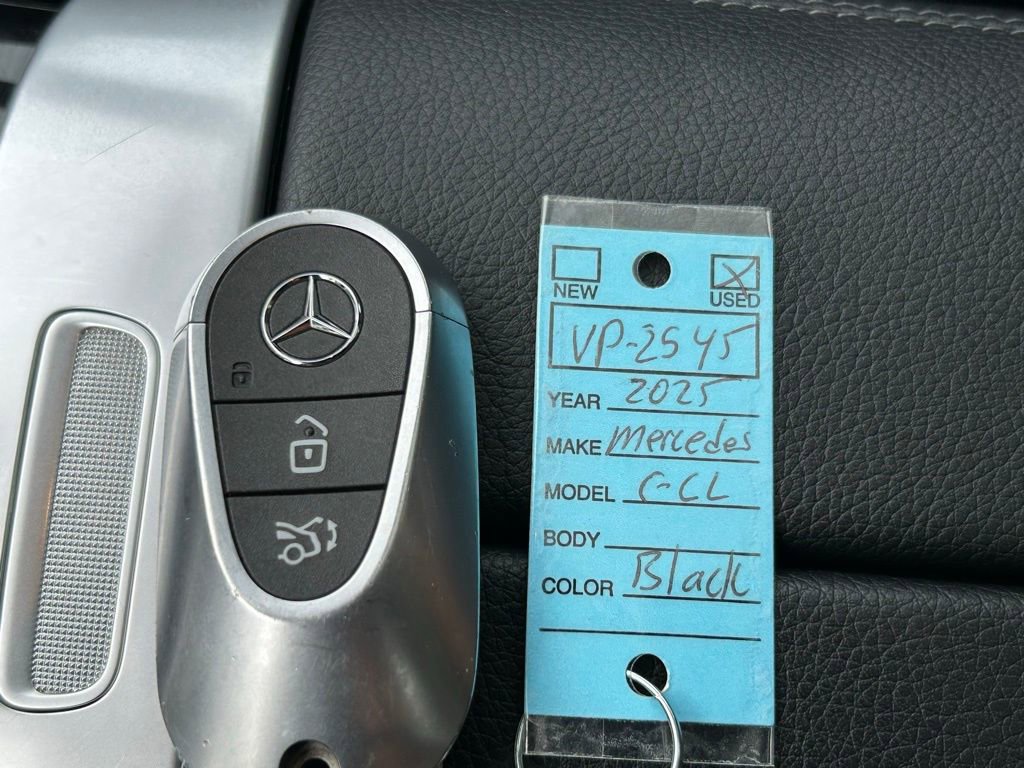 NEW USED
VP-2545
YEAR 2025
MAKE Mercedes
MODEL C-CL
BODY
COLOR Black